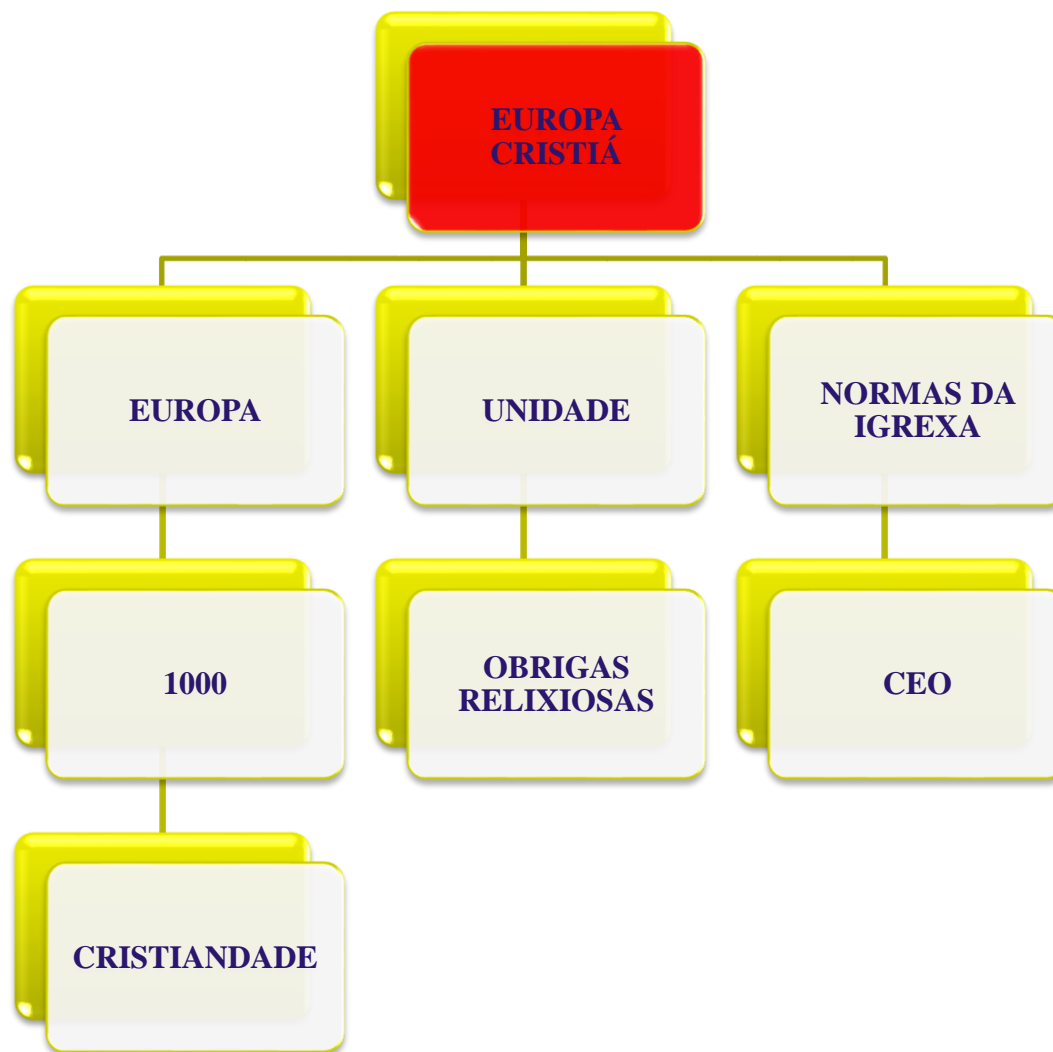 EUROPA
CRISTIÁ
EUROPA
UNIDADE
NORMAS DA
IGREXA
1000
OBRIGAS
RELIXIOSAS
CEO
CRISTIANDADE